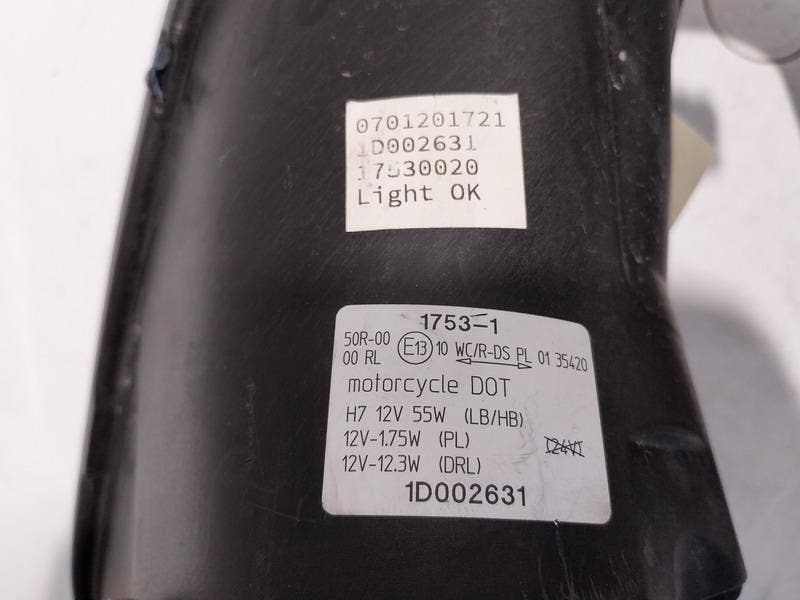 0701201721
1D002631
17530020
Light OK
1753-1
50R-00
00 RL E13 10 WC/R-DS PL 01 35420
motorcycle DOT
H7 12V 55W (LB/HB)
12V-1.75W (PL) (24V)
12V-12.3W (DRL)
1D002631